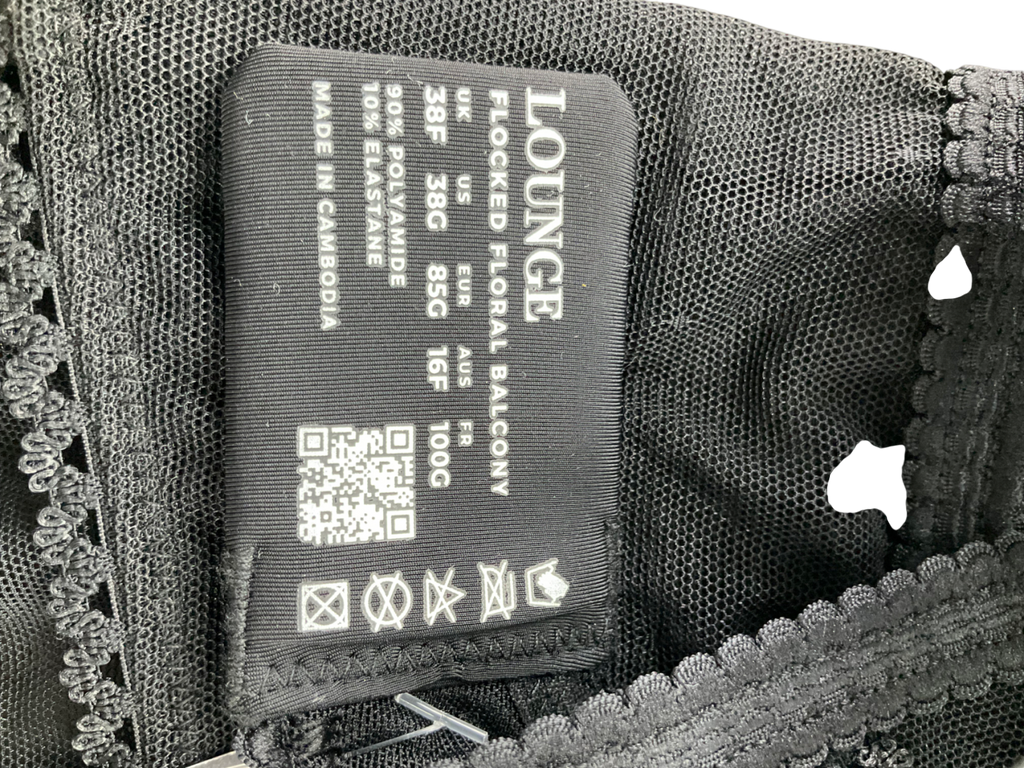 LOUNGE
FLOCKED FLORAL BALCONY
UK US EUR AUS FR
38F 38G 85G 16F 100G
90% POLYAMIDE
10% ELASTANE
MADE IN CAMBODIA